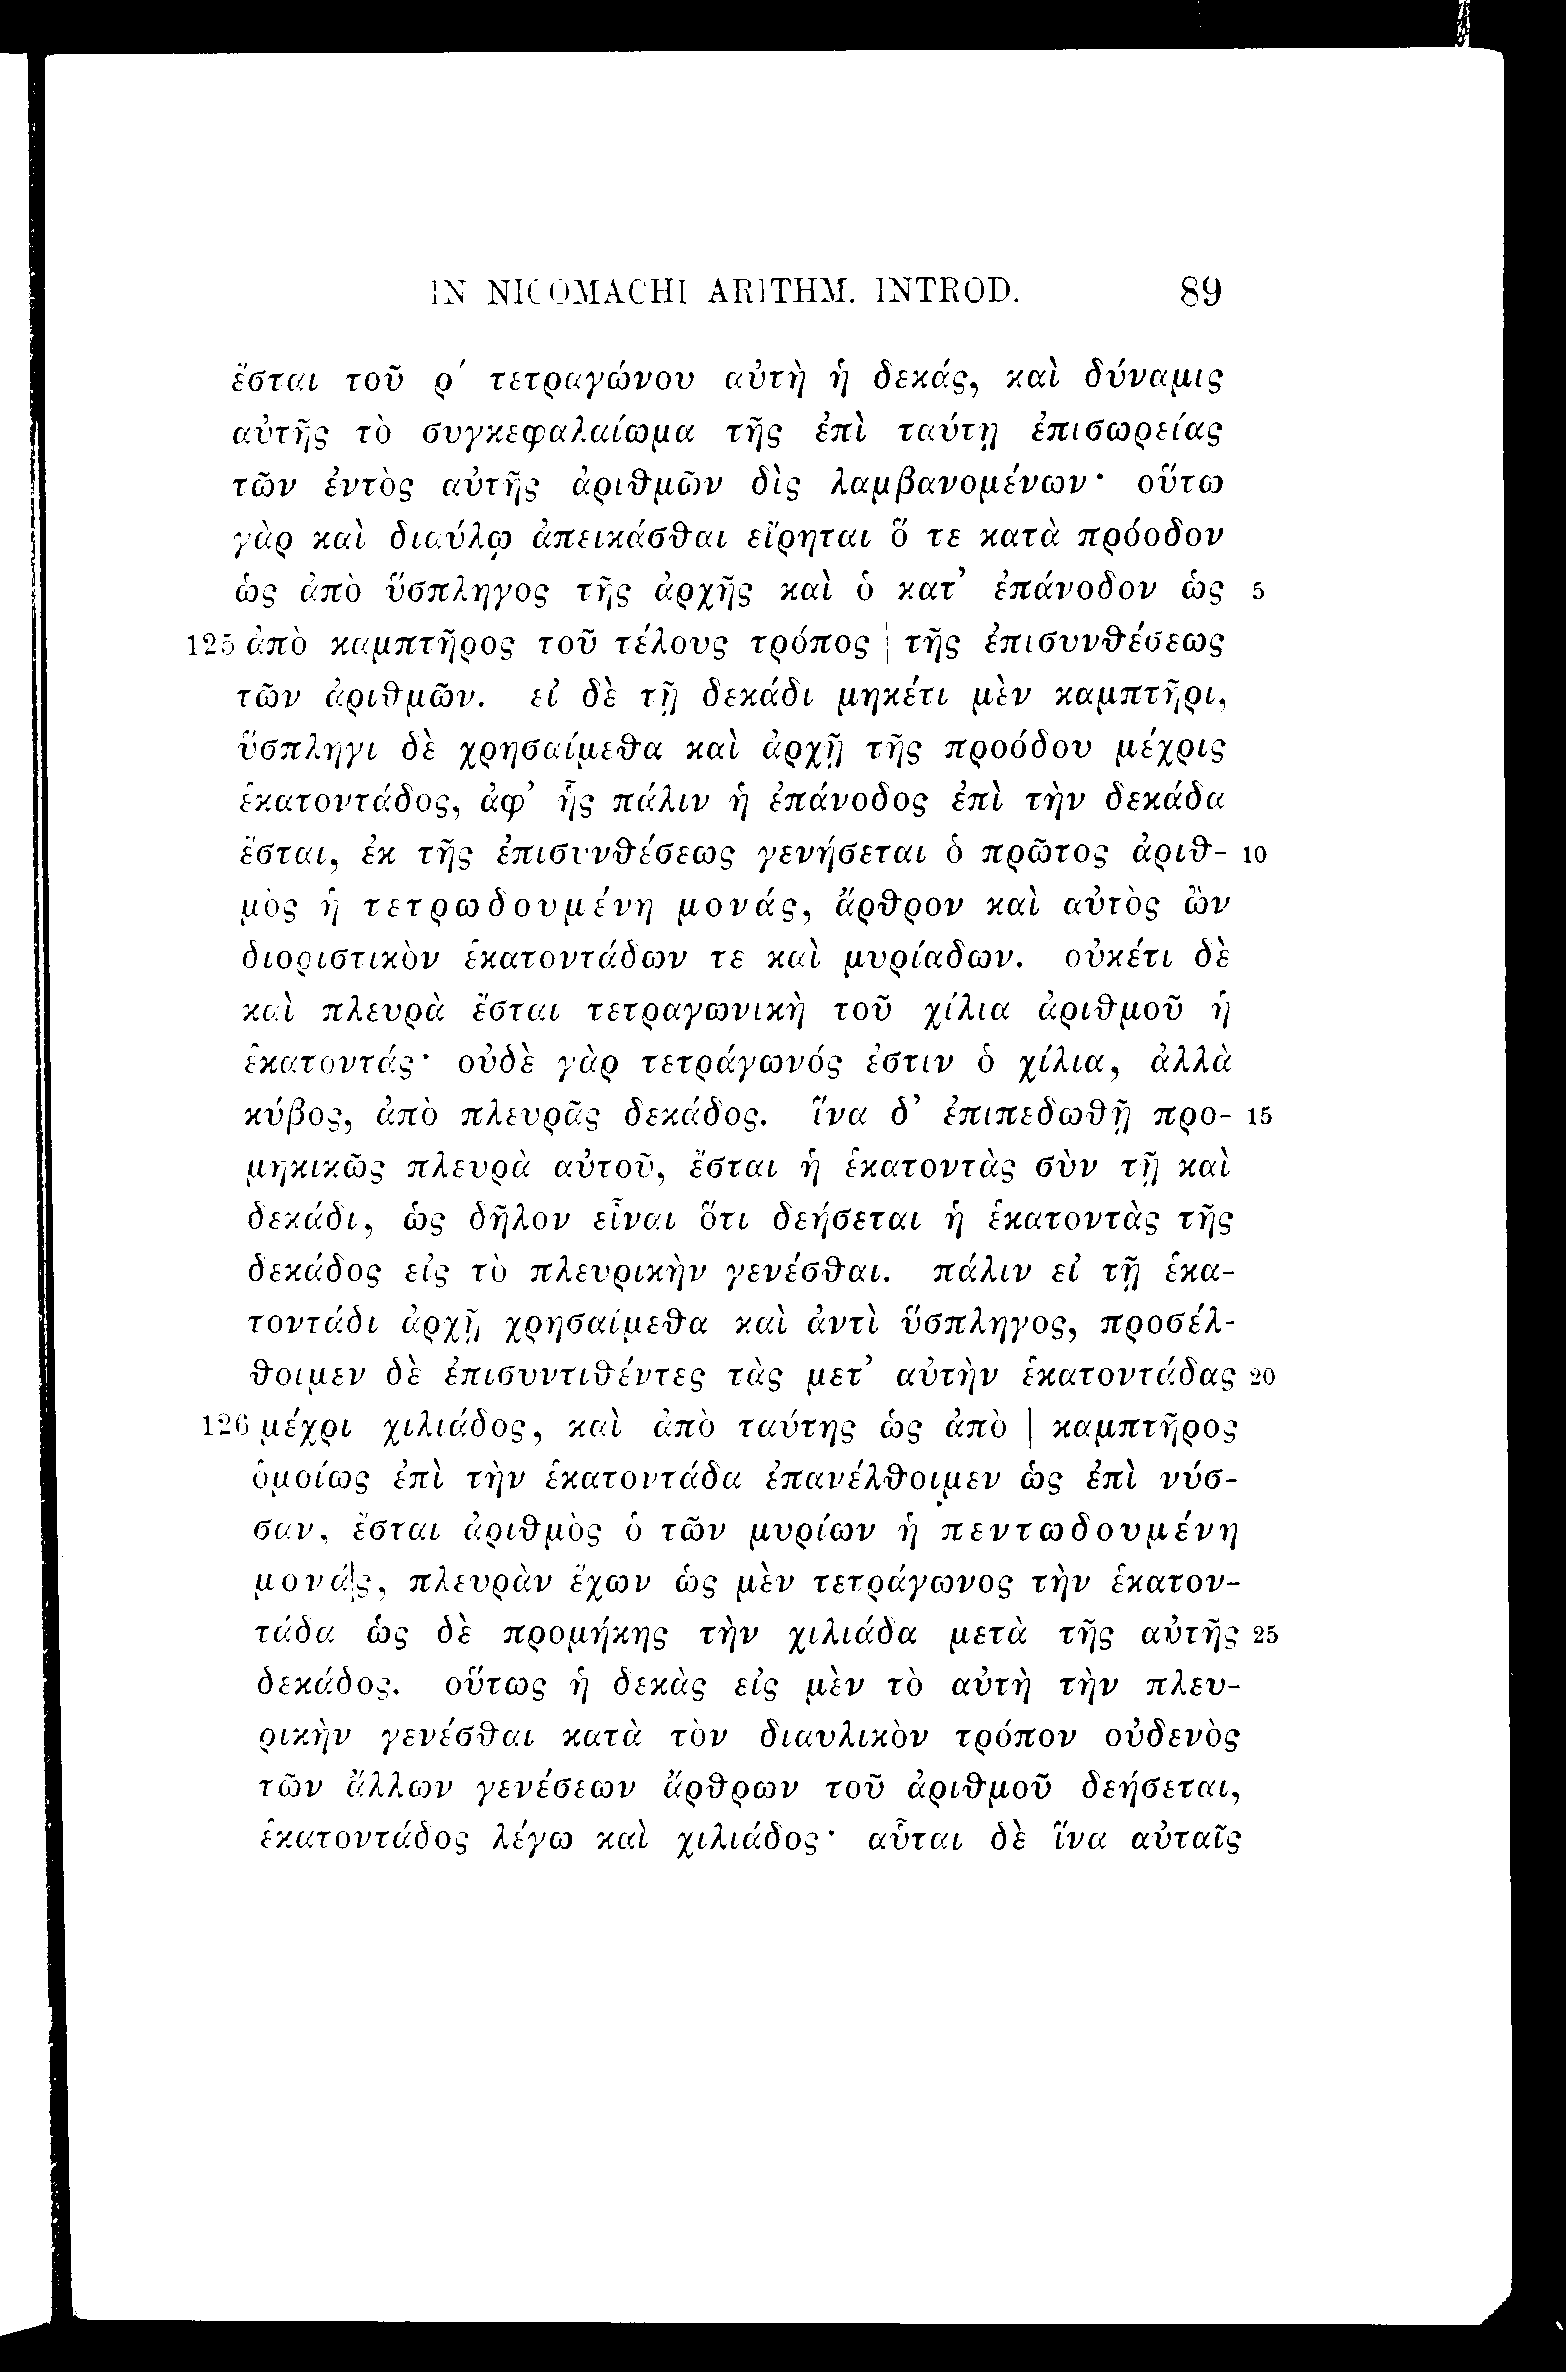 IN NICOMACHI ARITHM. INTROD. 89
ἔσται τοῦ ρ΄ τετραγώνου αὐτὴ ἡ δεκάς, καὶ δύναμις
αὐτῆς τὸ συγκεφαλαίωμα τῆς ἐπὶ ταύτῃ ἐπισωρείας
τῶν ἐντὸς αὐτῆς ἀριθμῶν δὶς λαμβανομένων· οὕτω
γὰρ καὶ διαύλῳ ἀπεικάσθαι εἴρηται ὅ τε κατὰ πρόοδον
ὡς ἀπὸ ὕσπληγος τῆς ἀρχῆς καὶ ὁ κατ’ ἐπάνοδον ὡς 5
125 ἀπὸ καμπτῆρος τοῦ τέλους τρόπος | τῆς ἐπισυνθέσεως
τῶν ἀριθμῶν. εἰ δὲ τῇ δεκάδι μηκέτι μὲν καμπτῆρι,
ὕσπληγι δὲ χρησαίμεθα καὶ ἀρχῇ τῆς προόδου μέχρις
ἑκατοντάδος, ἀφ’ ἧς πάλιν ἡ ἐπάνοδος ἐπὶ τὴν δεκάδα
ἔσται, ἐκ τῆς ἐπισυνθέσεως γενήσεται ὁ πρῶτος ἀριθ- 10
μὸς ἡ τετρωδουμένη μονάς, ἄρθρον καὶ αὐτὸς ὢν
διοριστικὸν ἑκατοντάδων τε καὶ μυρίαδων. οὐκέτι δὲ
καὶ πλευρὰ ἔσται τετραγωνικὴ τοῦ χίλια ἀριθμοῦ ἡ
ἑκατοντάς· οὐδὲ γὰρ τετράγωνός ἐστιν ὁ χίλια, ἀλλὰ
κύβος, ἀπὸ πλευρᾶς δεκάδος. ἵνα δ’ ἐπιπεδωθῇ προ- 15
μηκικῶς πλευρὰ αὐτοῦ, ἔσται ἡ ἑκατοντὰς σὺν τῇ καὶ
δεκάδι, ὡς δῆλον εἶναι ὅτι δεήσεται ἡ ἑκατοντὰς τῆς
δεκάδος εἰς τὸ πλευρικὴν γενέσθαι. πάλιν εἰ τῇ ἑκα-
τοντάδι ἀρχῇ χρησαίμεθα καὶ ἀντὶ ὕσπληγος, προσέλ-
θοιμεν δὲ ἐπισυντιθέντες τὰς μετ’ αὐτὴν ἑκατοντάδας 20
126 μέχρι χιλιάδος, καὶ ἀπὸ ταύτης ὡς ἀπὸ | καμπτῆρος
ὁμοίως ἐπὶ τὴν ἑκατοντάδα ἐπανέλθοιμεν ὡς ἐπὶ νύσ-
σαν, ἔσται ἀριθμὸς ὁ τῶν μυρίων ἡ πεντωδουμένη
μονάς, πλευρὰν ἔχων ὡς μὲν τετράγωνος τὴν ἑκατον-
τάδα ὡς δὲ προμήκης τὴν χιλιάδα μετὰ τῆς αὐτῆς 25
δεκάδος. οὕτως ἡ δεκὰς εἰς μὲν τὸ αὐτὴ τὴν πλευ-
ρικὴν γενέσθαι κατὰ τὸν διαυλικὸν τρόπον οὐδενὸς
τῶν ἄλλων γενέσεων ἄρθρων τοῦ ἀριθμοῦ δεήσεται,
ἑκατοντάδος λέγω καὶ χιλιάδος· αὗται δὲ ἵνα αὐταῖς